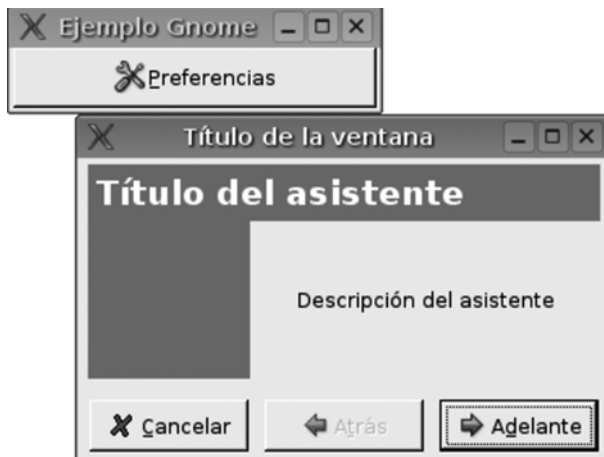 Ejemplo Gnome
Preferencias
Título de la ventana
Título del asistente
Descripción del asistente
Cancelar
Atrás
Adelante